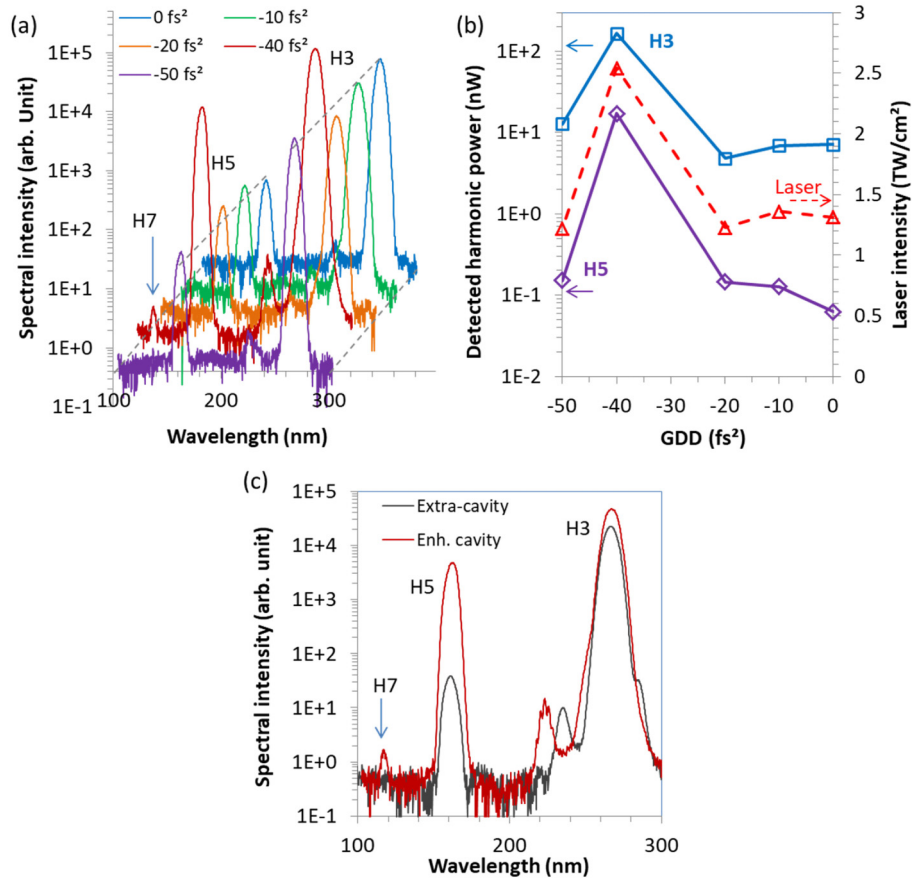 (a)
0 fs²
-10 fs²
-20 fs²
-40 fs²
-50 fs²
1E+5
1E+4
1E+3
1E+2
1E+1
1E+0
1E-1
Spectral intensity (arb. Unit)
H3
H5
H7
100
200
300
Wavelength (nm)
(b)
1E+2
1E+1
1E+0
1E-1
1E-2
Detected harmonic power (nW)
H3
Laser
H5
3
2.5
2
1.5
1
0.5
0
Laser intensity (TW/cm²)
-50
-40
-20
-10
0
GDD (fs²)
(c)
Extra-cavity
Enh. cavity
1E+5
1E+4
1E+3
1E+2
1E+1
1E+0
1E-1
Spectral intensity (arb. unit)
H3
H5
H7
100
200
300
Wavelength (nm)